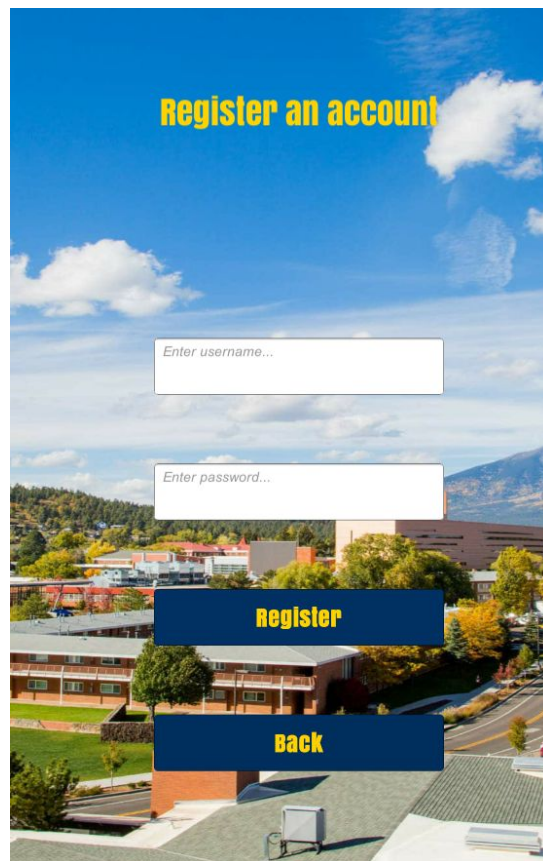 Register an account
Enter username...
Enter password...
Register
Back